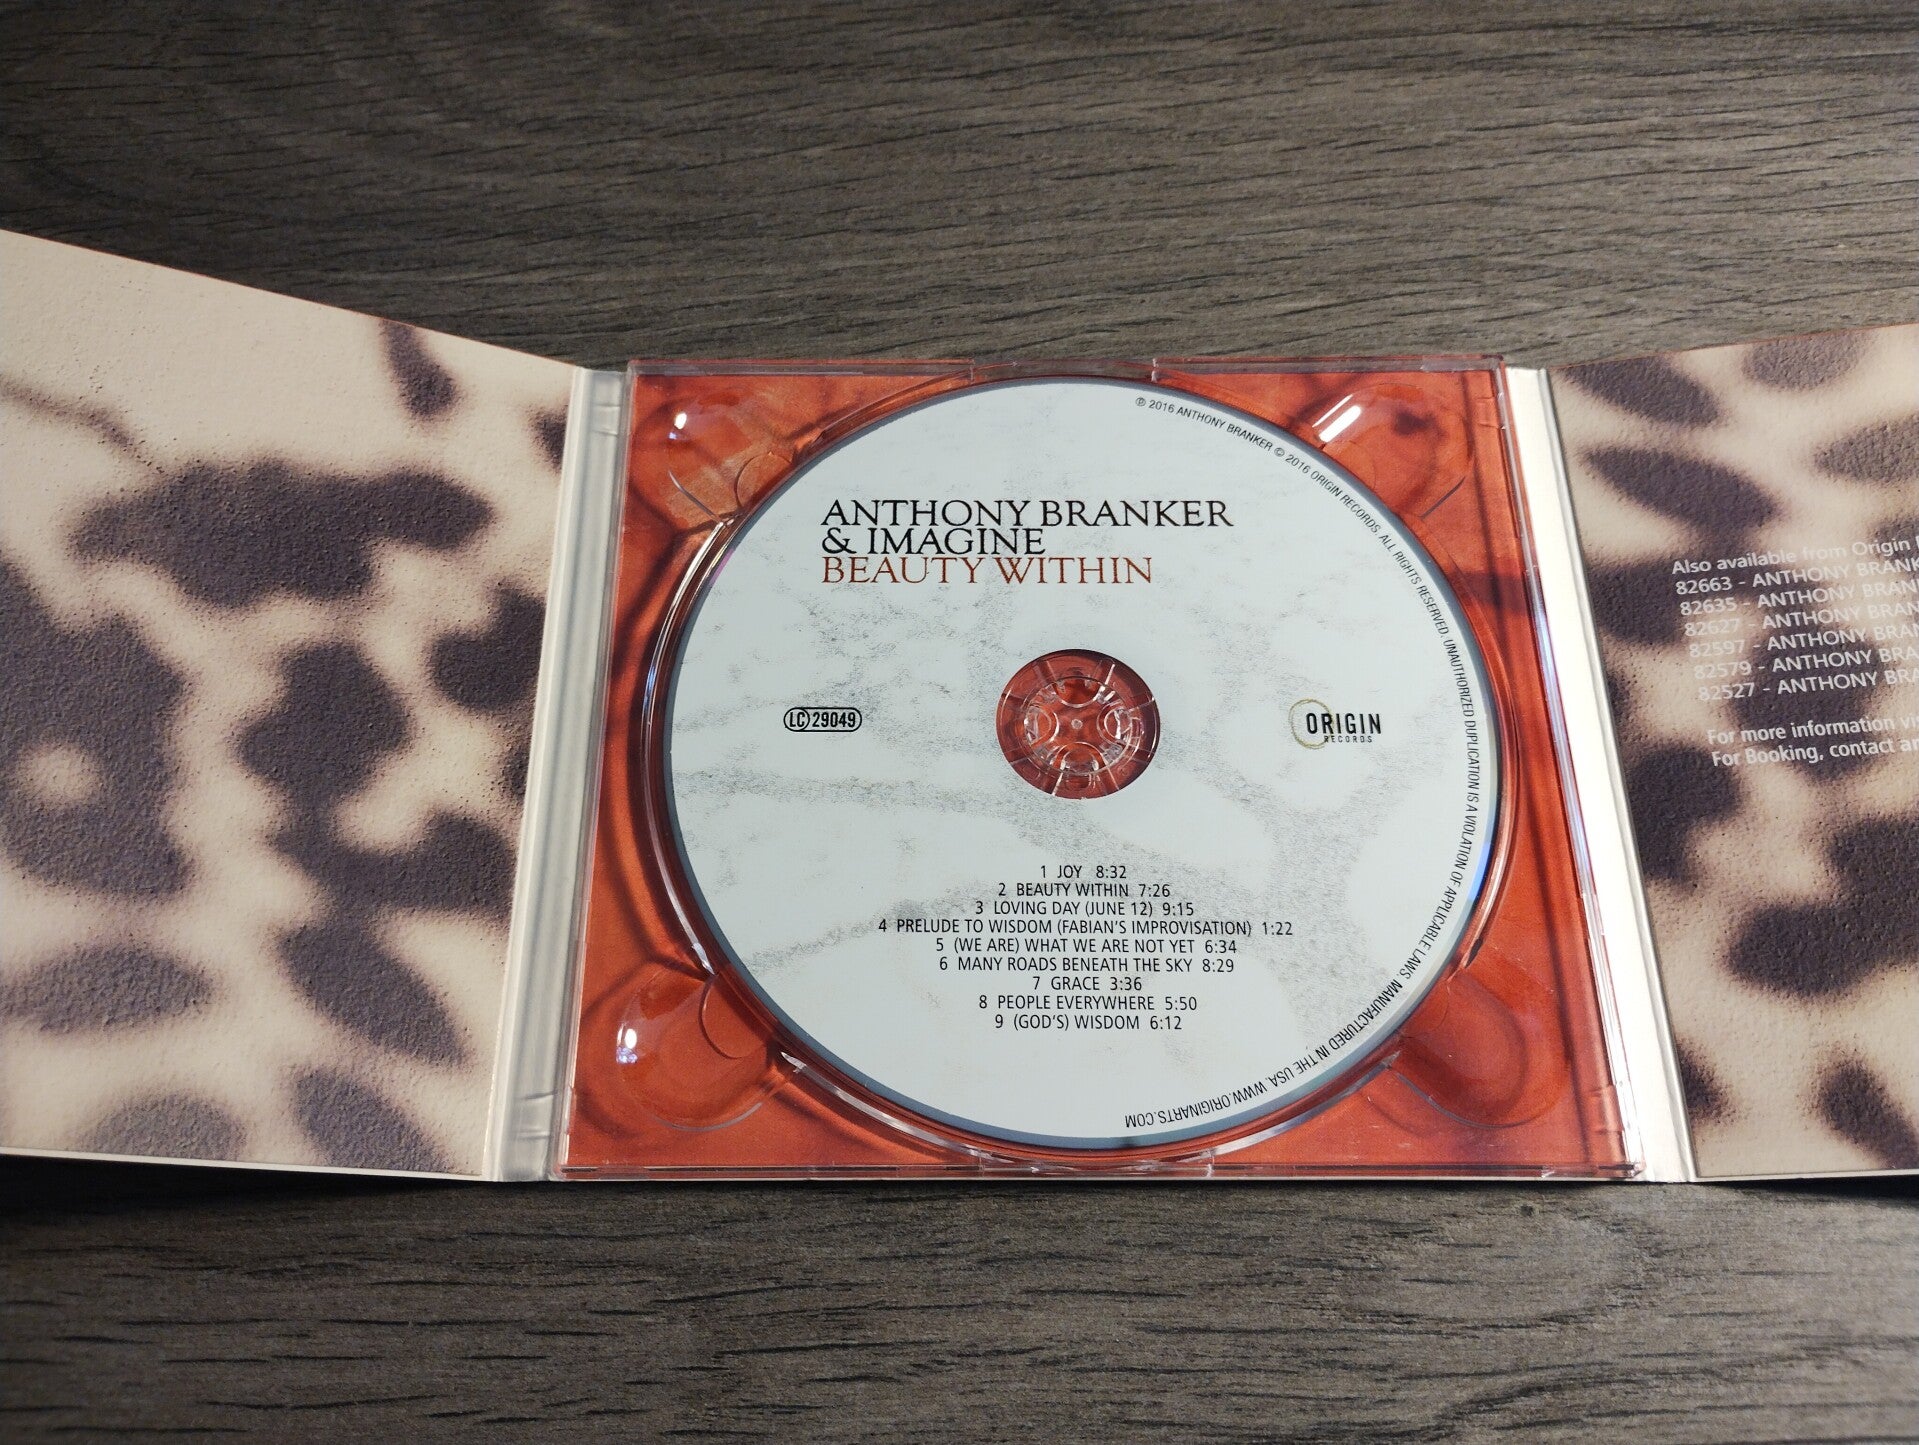 ℗ 2016 ANTHONY BRANKER © 2016 ORIGIN RECORDS. ALL RIGHTS RESERVED. UNAUTHORIZED DUPLICATION IS A VIOLATION OF APPLICABLE LAWS. MANUFACTURED IN THE USA. WWW.ORIGINARTS.COM
ANTHONY BRANKER
& IMAGINE
BEAUTY WITHIN
LC 29049
ORIGIN
RECORDS
1 JOY 8:32
2 BEAUTY WITHIN 7:26
3 LOVING DAY (JUNE 12) 9:15
4 PRELUDE TO WISDOM (FABIAN'S IMPROVISATION) 1:22
5 (WE ARE) WHAT WE ARE NOT YET 6:34
6 MANY ROADS BENEATH THE SKY 8:29
7 GRACE 3:36
8 PEOPLE EVERYWHERE 5:50
9 (GOD'S) WISDOM 6:12
Also available from Origin
82663 - ANTHONY BRANK
82635 - ANTHONY BRAN
82627 - ANTHONY BRAN
82597 - ANTHONY BRAN
82579 - ANTHONY BRA
82527 - ANTHONY BRA
For more information vi
For Booking, contact an